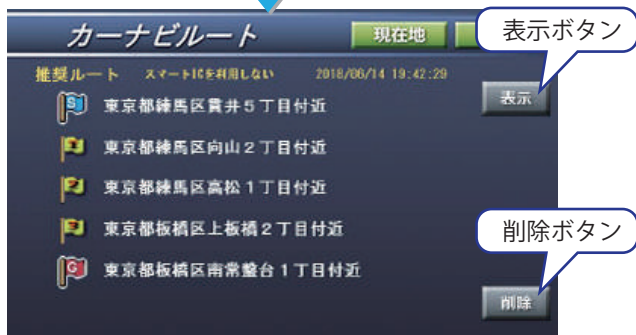 カーナビルート
現在地
表示ボタン
推奨ルート スマートICを利用しない 2018/06/14 19:42:29
表示
S 東京都練馬区貫井5丁目付近
1 東京都練馬区向山2丁目付近
2 東京都練馬区高松1丁目付近
3 東京都板橋区上板橋2丁目付近
G 東京都板橋区南常盤台1丁目付近
削除ボタン
削除